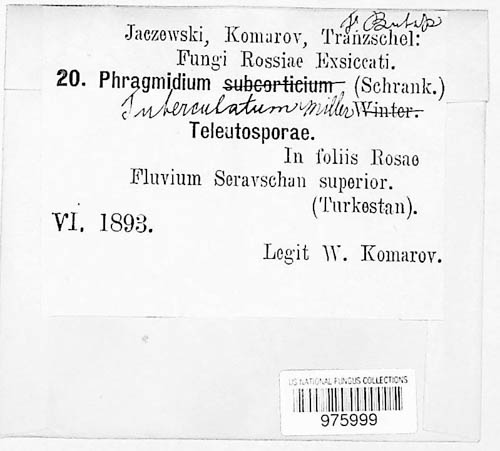 Jaczewski, Komarov, Tranzschel:
Fungi Rossiae Exsiccati.
20. Phragmidium subcorticium (Schrank.)
Tuberculatum Müller Winter.
Teleutosporae.
In foliis Rosae
Fluvium Seravschan superior.
(Turkestan).
VI. 1893.
Legit W. Komarov.
US NATIONAL FUNGUS COLLECTIONS
975999